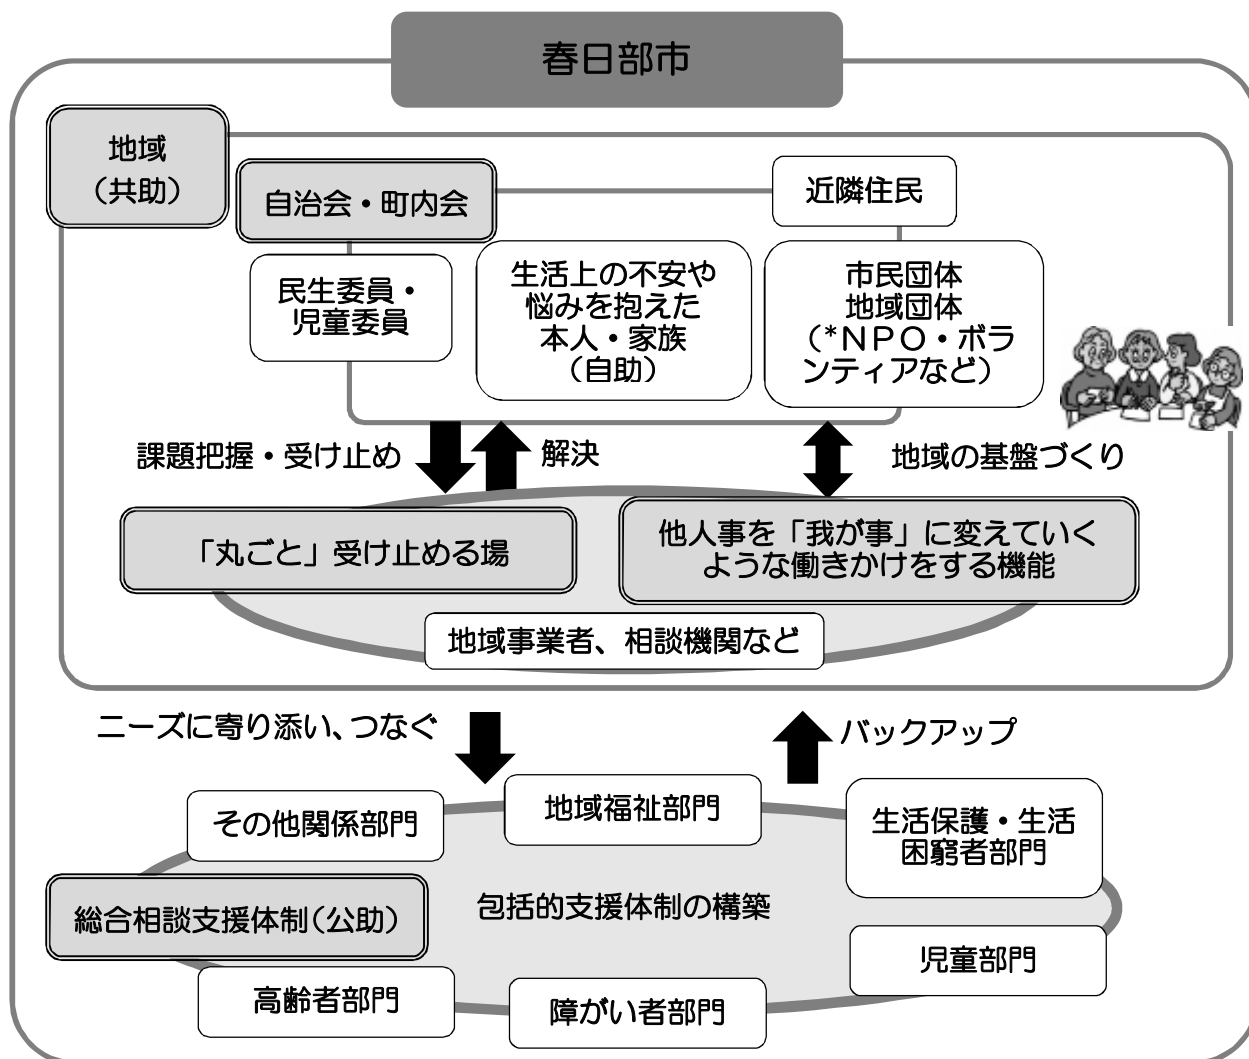 春日部市
地域
（共助）
自治会・町内会
近隣住民
民生委員・
児童委員
生活上の不安や
悩みを抱えた
本人・家族
（自助）
市民団体
地域団体
（*ＮＰＯ・ボラ
ンティアなど）
課題把握・受け止め
解決
地域の基盤づくり
「丸ごと」受け止める場
他人事を「我が事」に変えていく
ような働きかけをする機能
地域事業者、相談機関など
ニーズに寄り添い、つなぐ
バックアップ
その他関係部門
地域福祉部門
生活保護・生活
困窮者部門
総合相談支援体制（公助）
包括的支援体制の構築
児童部門
高齢者部門
障がい者部門